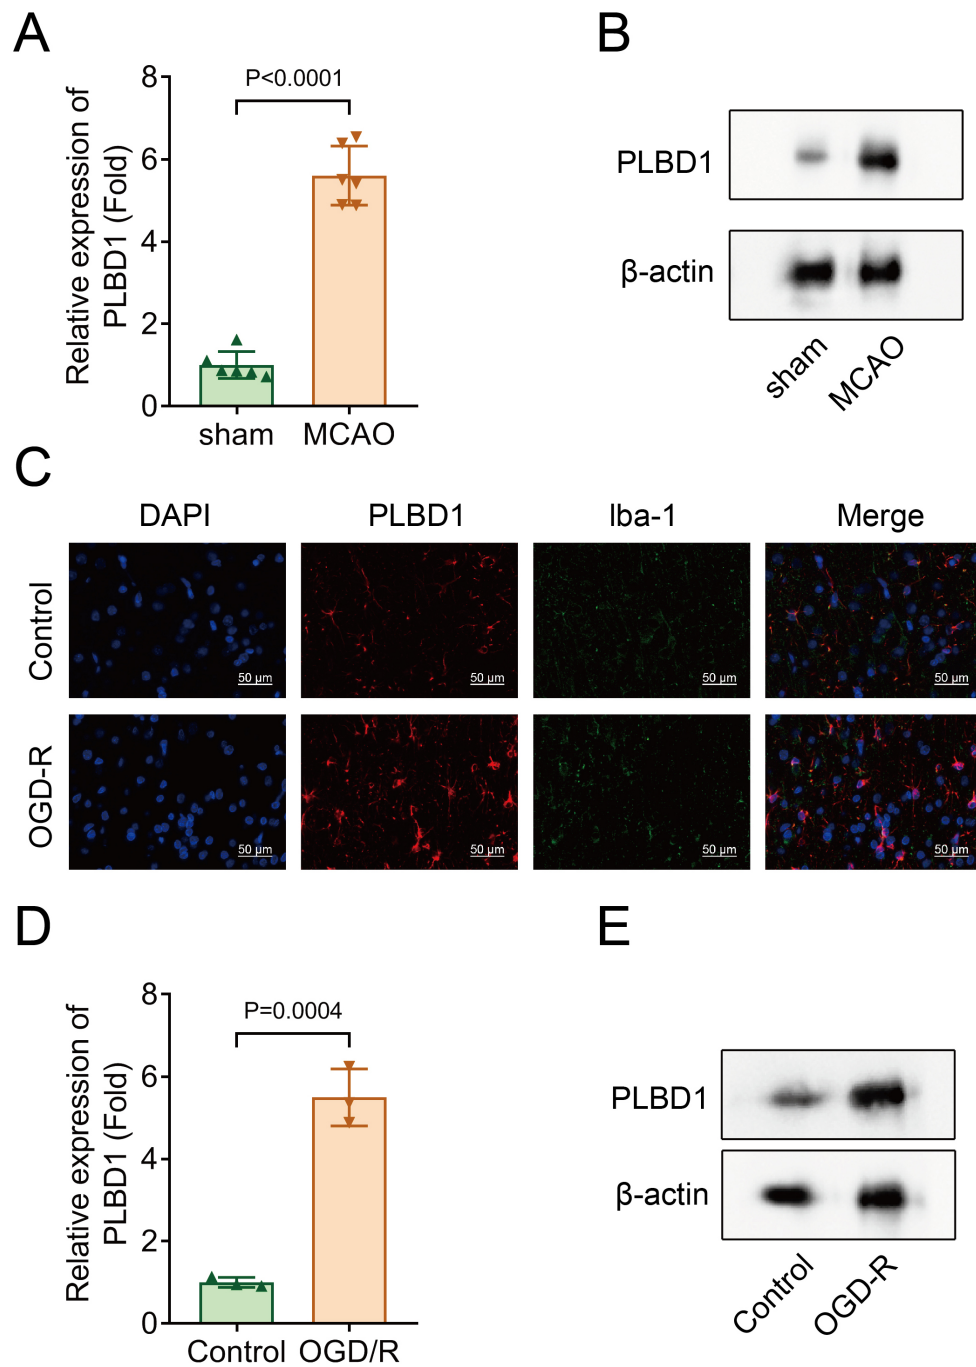 A
B
Relative expression of
PLBD1 (Fold)
8
6
4
2
0
P<0.0001
sham
MCAO
PLBD1
β-actin
sham
MCAO
C
DAPI
PLBD1
Iba-1
Merge
Control
50 μm
50 μm
50 μm
50 μm
OGD-R
50 μm
50 μm
50 μm
50 μm
D
E
Relative expression of
PLBD1 (Fold)
8
6
4
2
0
P=0.0004
Control
OGD/R
PLBD1
β-actin
Control
OGD-R